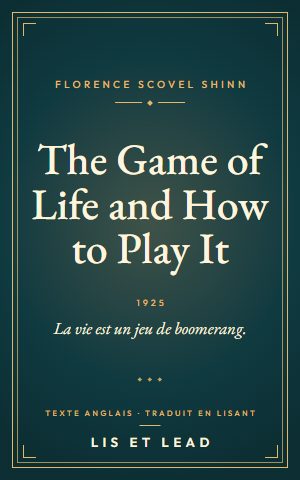 FLORENCE SCOVEL SHINN
The Game of
Life and How
to Play It
1925
La vie est un jeu de boomerang.
TEXTE ANGLAIS · TRADUIT EN LISANT
LIS ET LEAD